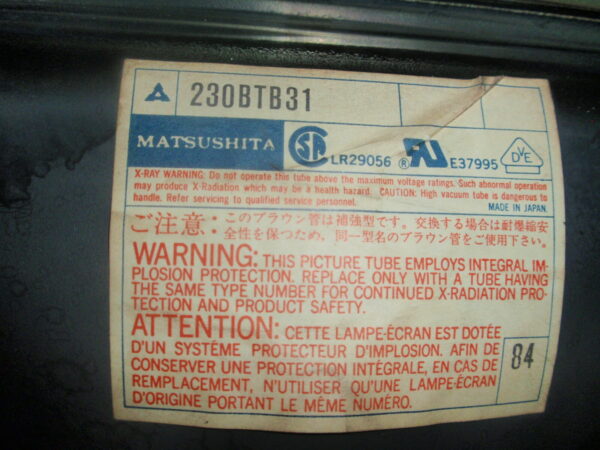 230BTB31
MATSUSHITA SA LR29056 ® UL E37995 VDE
X-RAY WARNING: Do not operate this tube above the maximum voltage ratings. Such abnormal operation
may produce X-Radiation which may be a health hazard. CAUTION: High vacuum tube is dangerous to
handle. Refer servicing to qualified service personnel. MADE IN JAPAN.
ご注意: このブラウン管は補強型です。交換する場合は耐爆縮安
全性を保つため、同一型名のブラウン管をご使用下さい。
WARNING: THIS PICTURE TUBE EMPLOYS INTEGRAL IM-
PLOSION PROTECTION. REPLACE ONLY WITH A TUBE HAVING
THE SAME TYPE NUMBER FOR CONTINUED X-RADIATION PRO-
TECTION AND PRODUCT SAFETY.
ATTENTION: CETTE LAMPE-ÉCRAN EST DOTÉE
D'UN SYSTÈME PROTECTEUR D'IMPLOSION. AFIN DE
CONSERVER UNE PROTECTION INTÉGRALE, EN CAS DE
REMPLACEMENT, N'UTILISER QU'UNE LAMPE-ÉCRAN
D'ORIGINE PORTANT LE MÊME NUMÉRO.
84